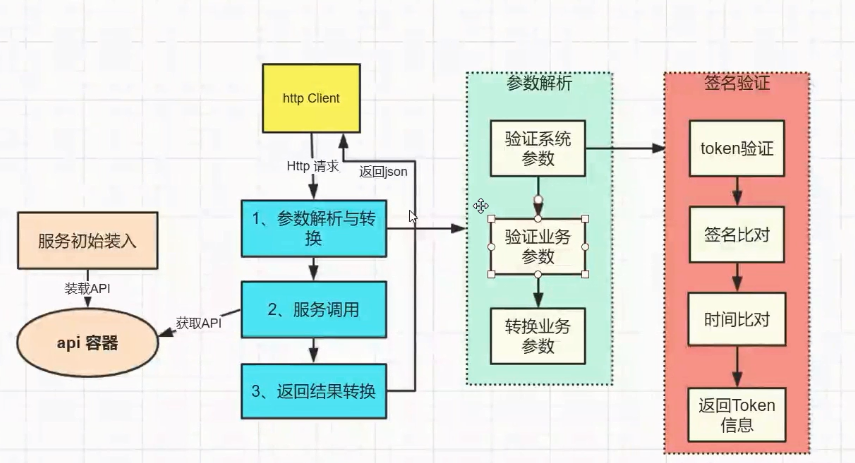 http Client
Http 请求
返回json
1、参数解析与转
换
2、服务调用
3、返回结果转换
服务初始装入
装载API
api 容器
获取API
参数解析
验证系统
参数
验证业务
参数
转换业务
参数
签名验证
token验证
签名比对
时间比对
返回Token
信息